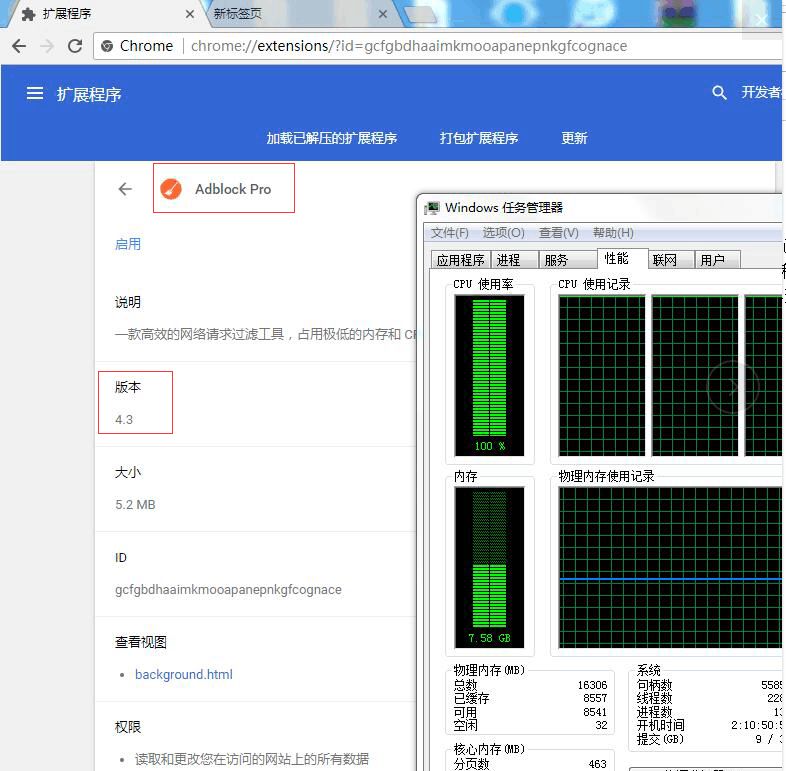 扩展程序
新标签页
Chrome
chrome://extensions/?id=gcfgbdhaaimkmooapanepnkgfcognace
扩展程序
开发者
加载已解压的扩展程序
打包扩展程序
更新
Adblock Pro
启用
说明
一款高效的网络请求过滤工具，占用极低的内存和 CP
版本
4.3
大小
5.2 MB
ID
gcfgbdhaaimkmooapanepnkgfcognace
查看视图
background.html
权限
读取和更改您在访问的网站上的所有数据
Windows 任务管理器
文件(F) 选项(O) 查看(V) 帮助(H)
应用程序 进程 服务 性能 联网 用户
CPU 使用率
CPU 使用记录
100 %
内存
物理内存使用记录
7.58 GB
物理内存(MB)
总数 16306
已缓存 8557
可用 8541
空闲 32
核心内存(MB)
分页数 463
系统
句柄数 5585
线程数 228
进程数 13
开机时间 2:10:50:5
提交(GB) 9 /